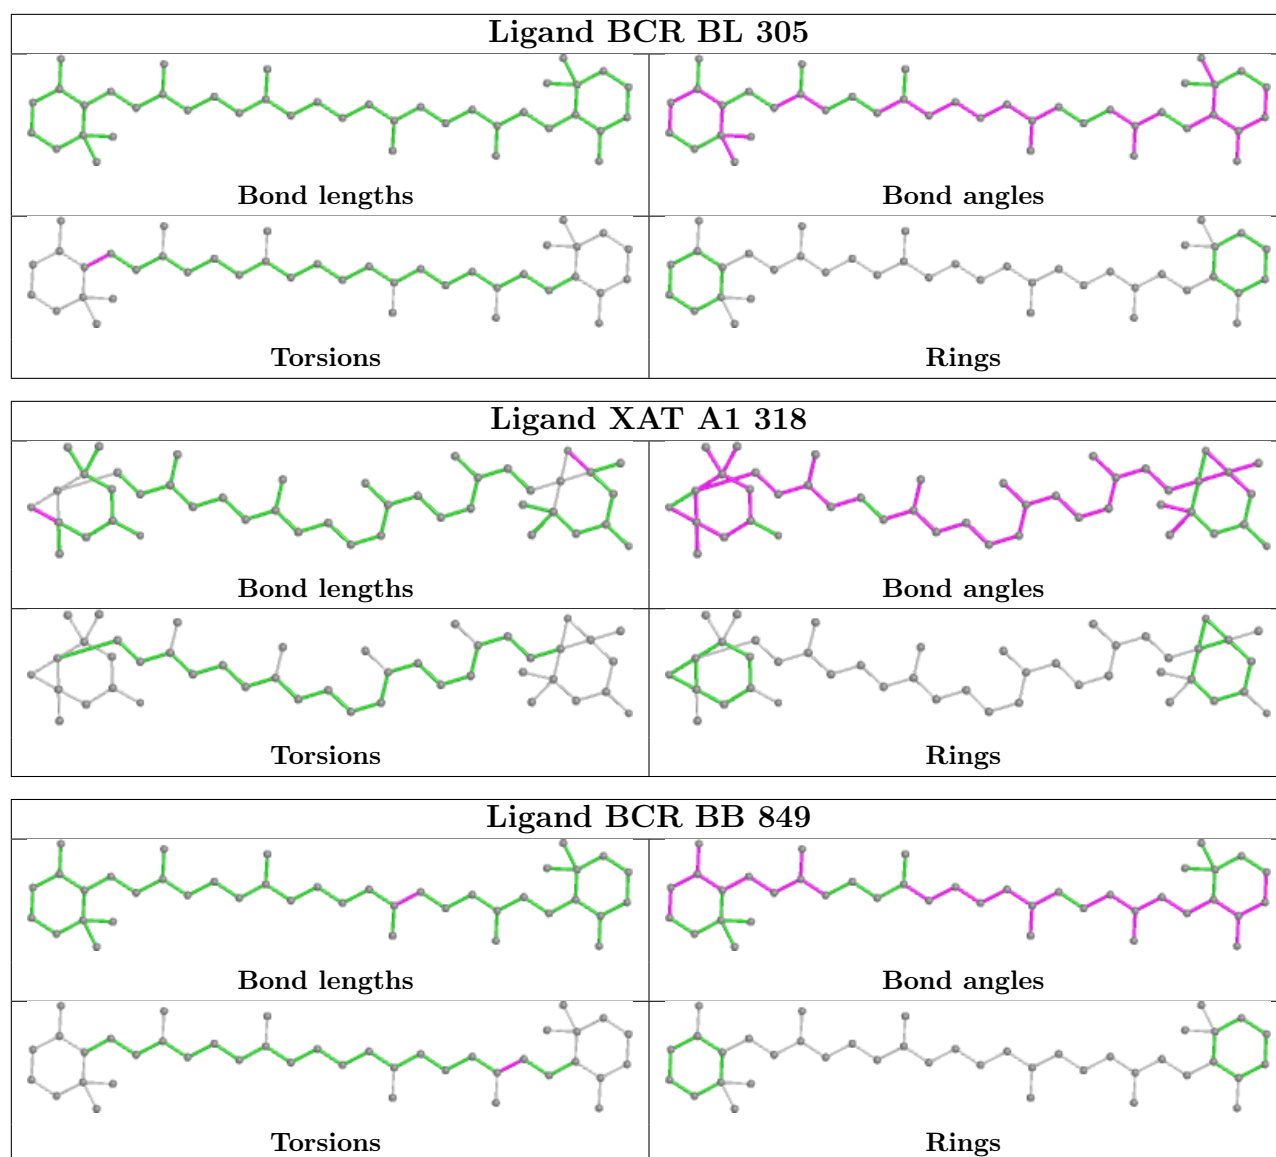 Ligand BCR BL 305
Bond lengths
Bond angles
Torsions
Rings
Ligand XAT A1 318
Bond lengths
Bond angles
Torsions
Rings
Ligand BCR BB 849
Bond lengths
Bond angles
Torsions
Rings